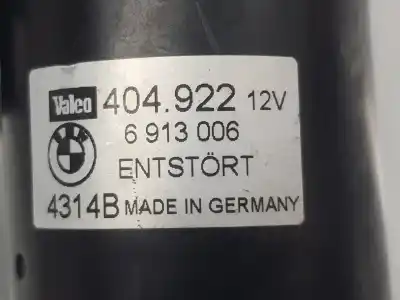 Valeo 404.922 12V
6 913 006
ENTSTÖRT
4314B MADE IN GERMANY